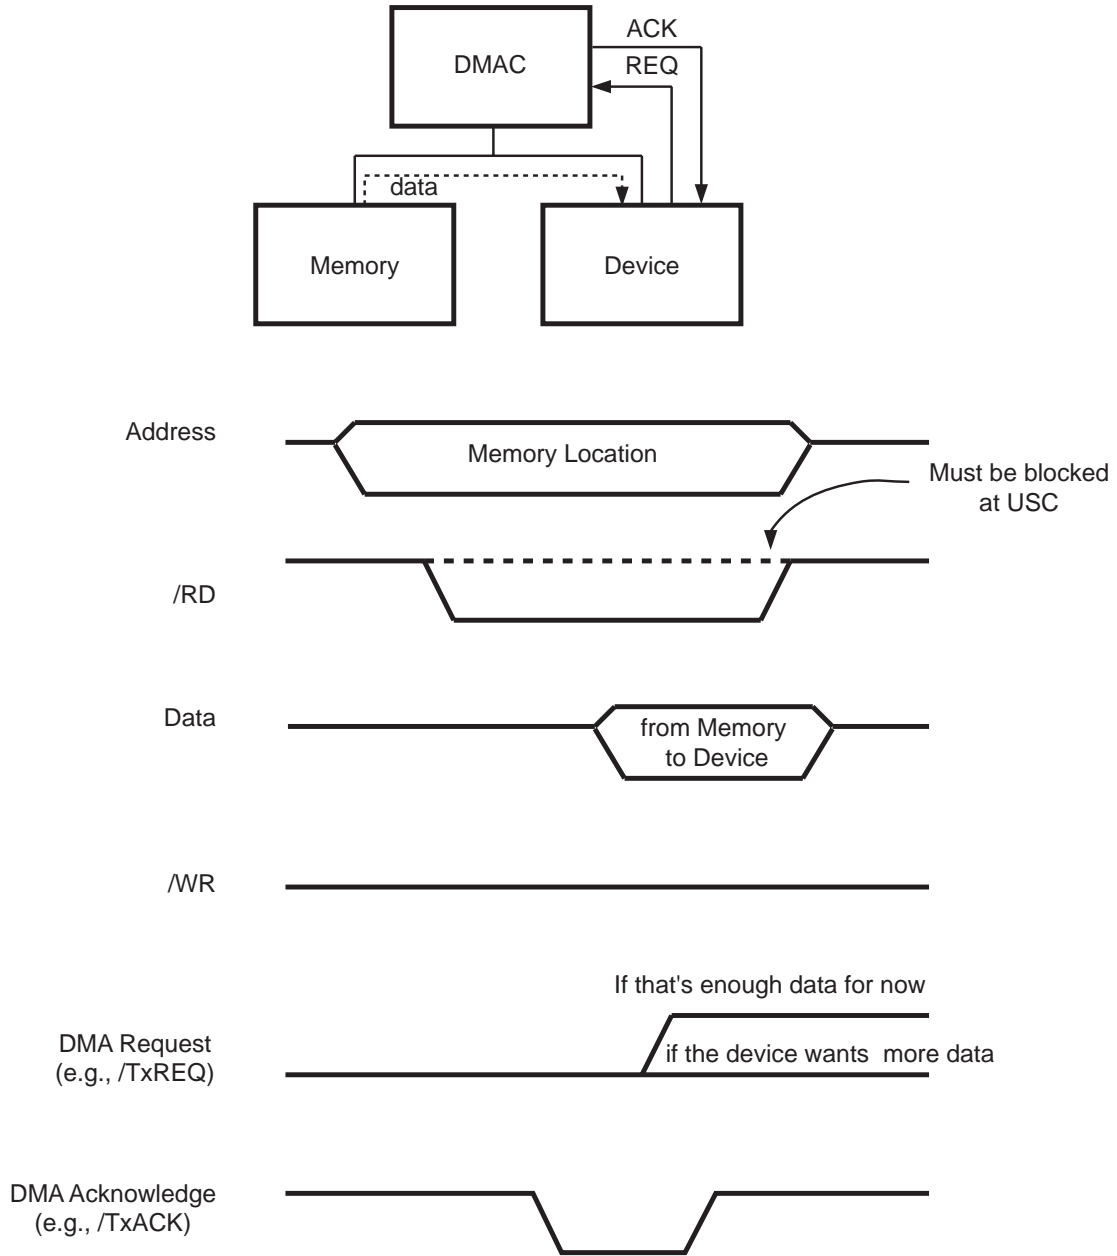 ACK
DMAC
REQ
data
Memory
Device
Address
Memory Location
Must be blocked
at USC
/RD
Data
from Memory
to Device
/WR
If that's enough data for now
DMA Request
(e.g., /TxREQ)
if the device wants more data
DMA Acknowledge
(e.g., /TxACK)